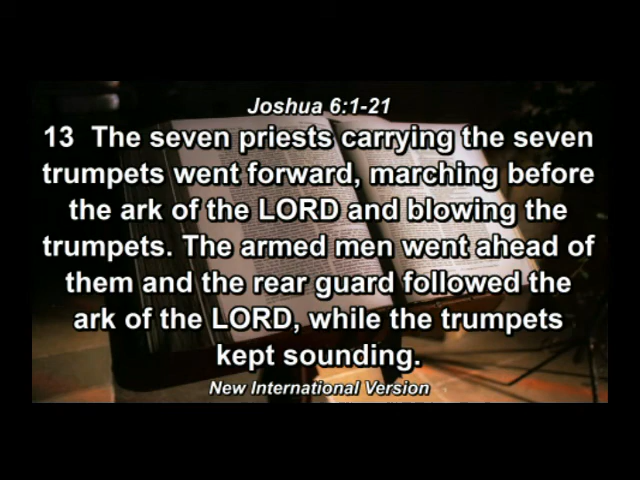 Joshua 6:1-21
13 The seven priests carrying the seven
trumpets went forward, marching before
the ark of the LORD and blowing the
trumpets. The armed men went ahead of
them and the rear guard followed the
ark of the LORD, while the trumpets
kept sounding.
New International Version